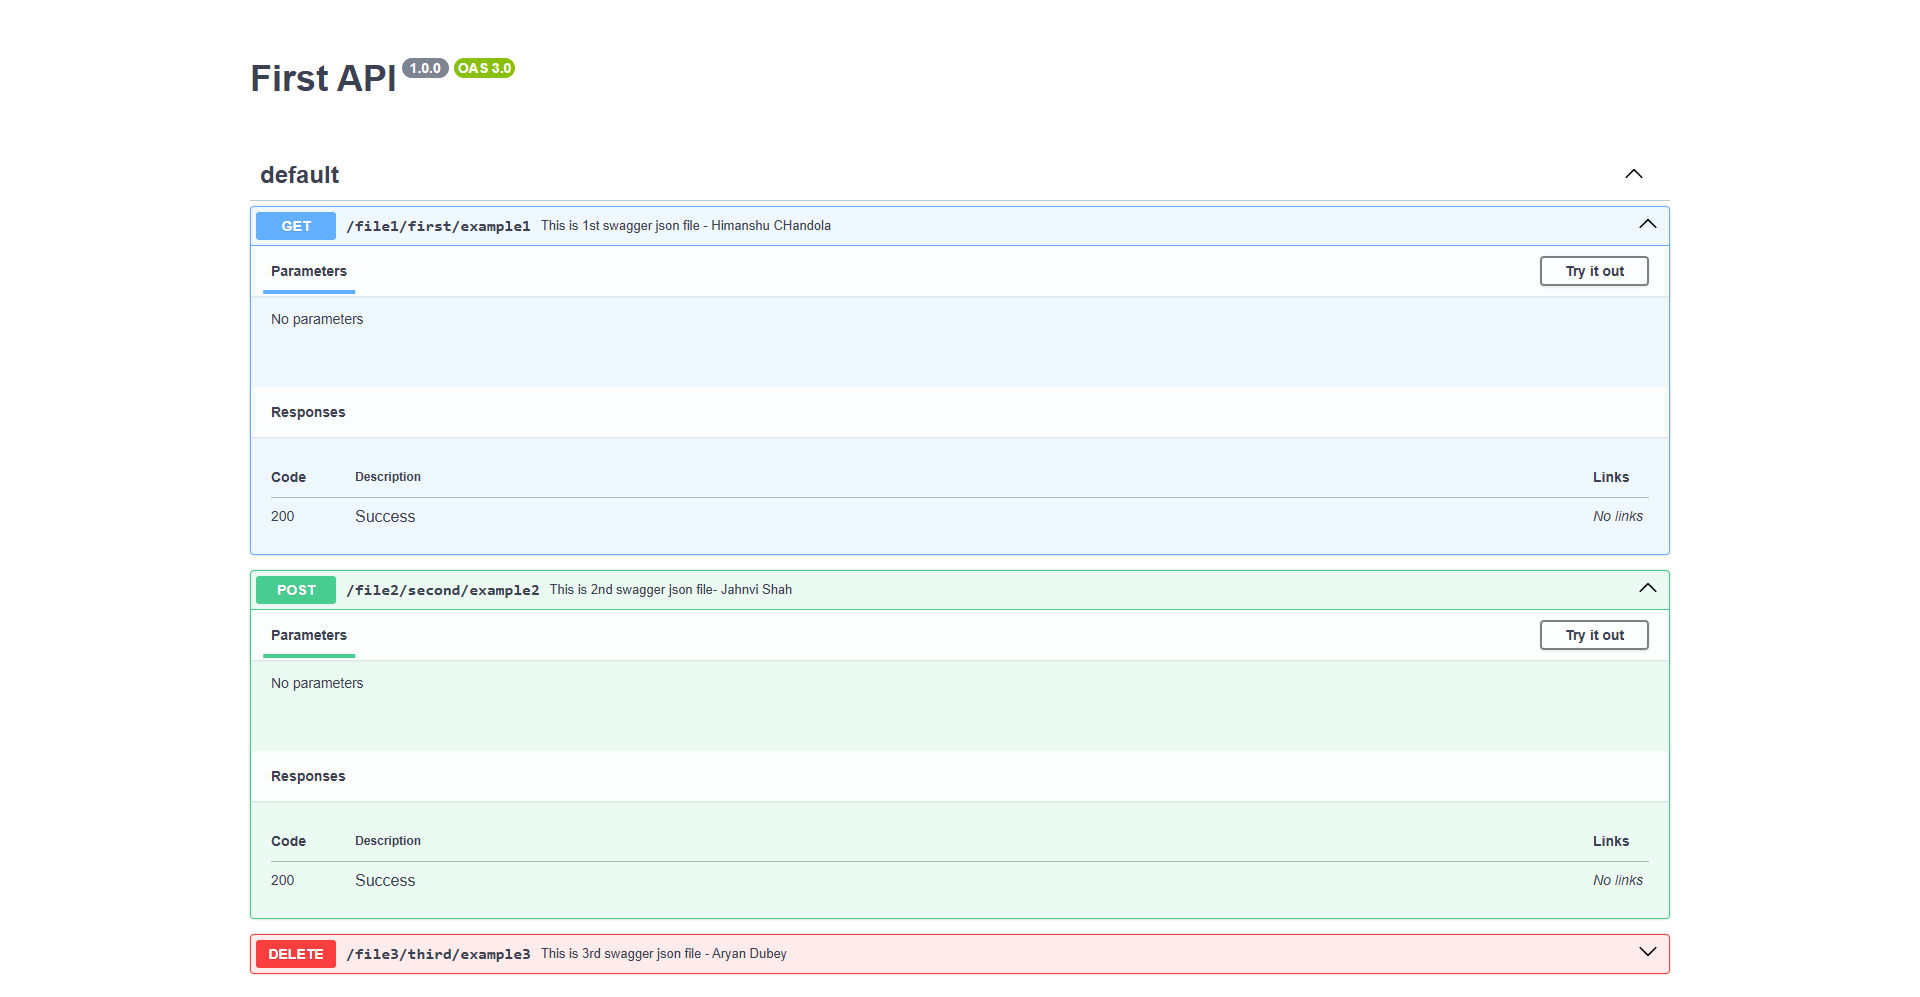 First API 1.0.0 OAS 3.0
default
GET /file1/first/example1 This is 1st swagger json file - Himanshu CHandola
Parameters Try it out
No parameters
Responses
Code Description Links
200 Success No links
POST /file2/second/example2 This is 2nd swagger json file- Jahnvi Shah
Parameters Try it out
No parameters
Responses
Code Description Links
200 Success No links
DELETE /file3/third/example3 This is 3rd swagger json file - Aryan Dubey